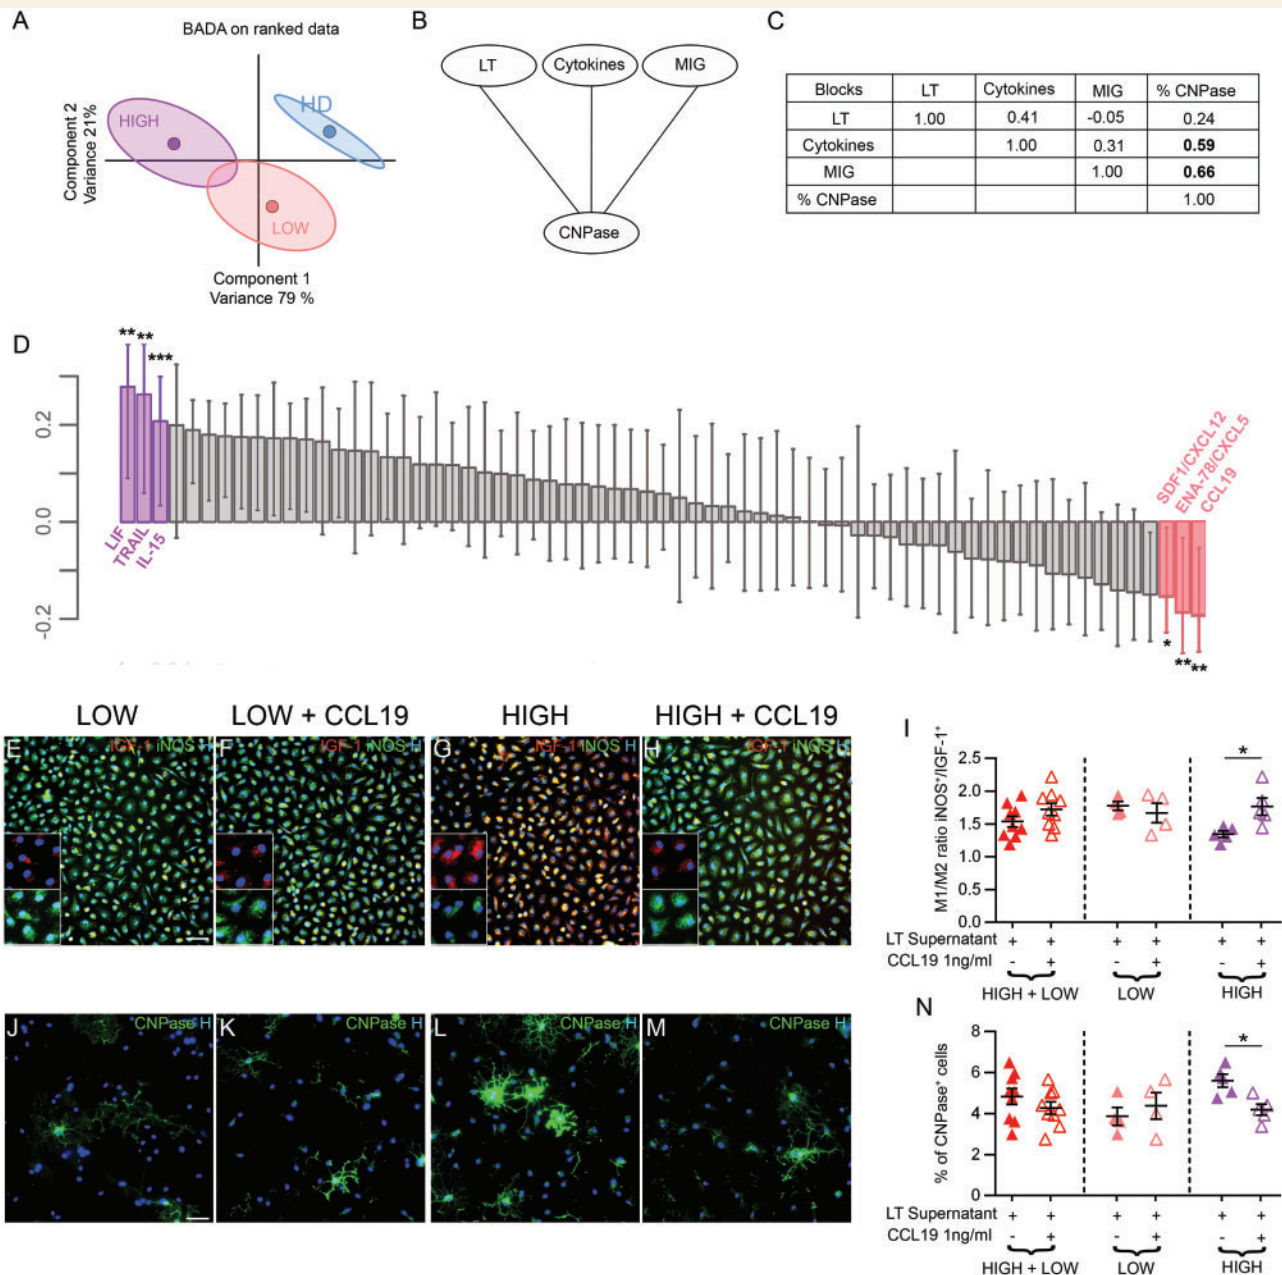 A
BADA on ranked data
HIGH
HD
LOW
Component 2
Variance 21%
Component 1
Variance 79 %
B
LT
Cytokines
MIG
CNPase
C
Blocks LT Cytokines MIG % CNPase
LT 1.00 0.41 -0.05 0.24
Cytokines 1.00 0.31 0.59
MIG 1.00 0.66
% CNPase 1.00
D
0.2
0.0
-0.2
** ** ***
LIF
TRAIL
IL-15
SDF1/CXCL12
ENA-78/CXCL5
CCL19
* ** **
LOW
LOW + CCL19
HIGH
HIGH + CCL19
E IGF-1 iNOS H
F IGF-1 iNOS H
G IGF-1 iNOS H
H IGF-1 iNOS H
I
M1/M2 ratio iNOS⁺/IGF-1⁺
2.5
2.0
1.5
1.0
0.5
0.0
*
LT Supernatant + + + + + +
CCL19 1ng/ml - + - + - +
HIGH + LOW LOW HIGH
J CNPase H
K CNPase H
L CNPase H
M CNPase H
N
% of CNPase⁺ cells
8
6
4
2
0
*
LT Supernatant + + + + + +
CCL19 1ng/ml - + - + - +
HIGH + LOW LOW HIGH